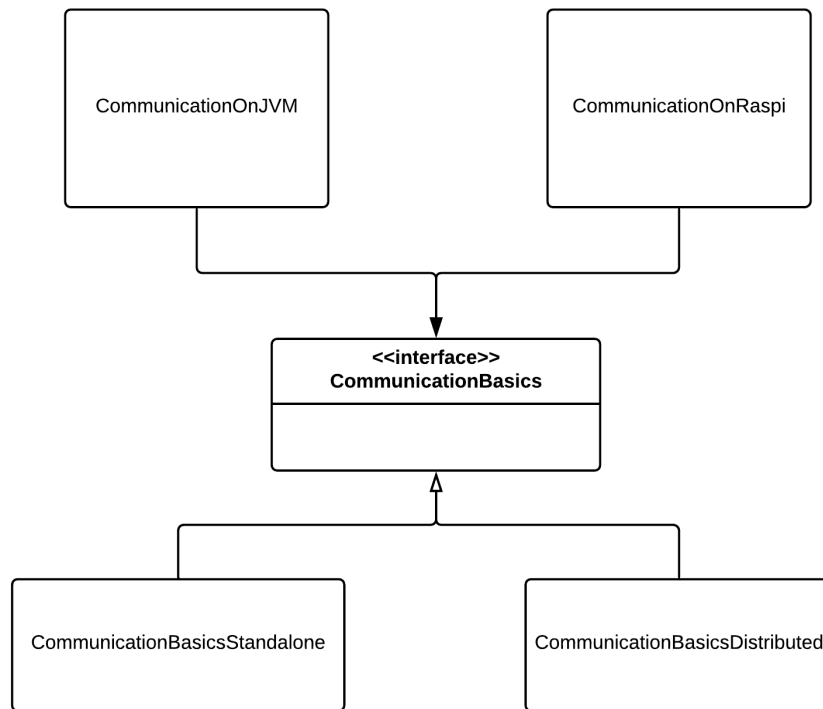 CommunicationOnJVM
CommunicationOnRaspi
<<interface>>
CommunicationBasics
CommunicationBasicsStandalone
CommunicationBasicsDistributed